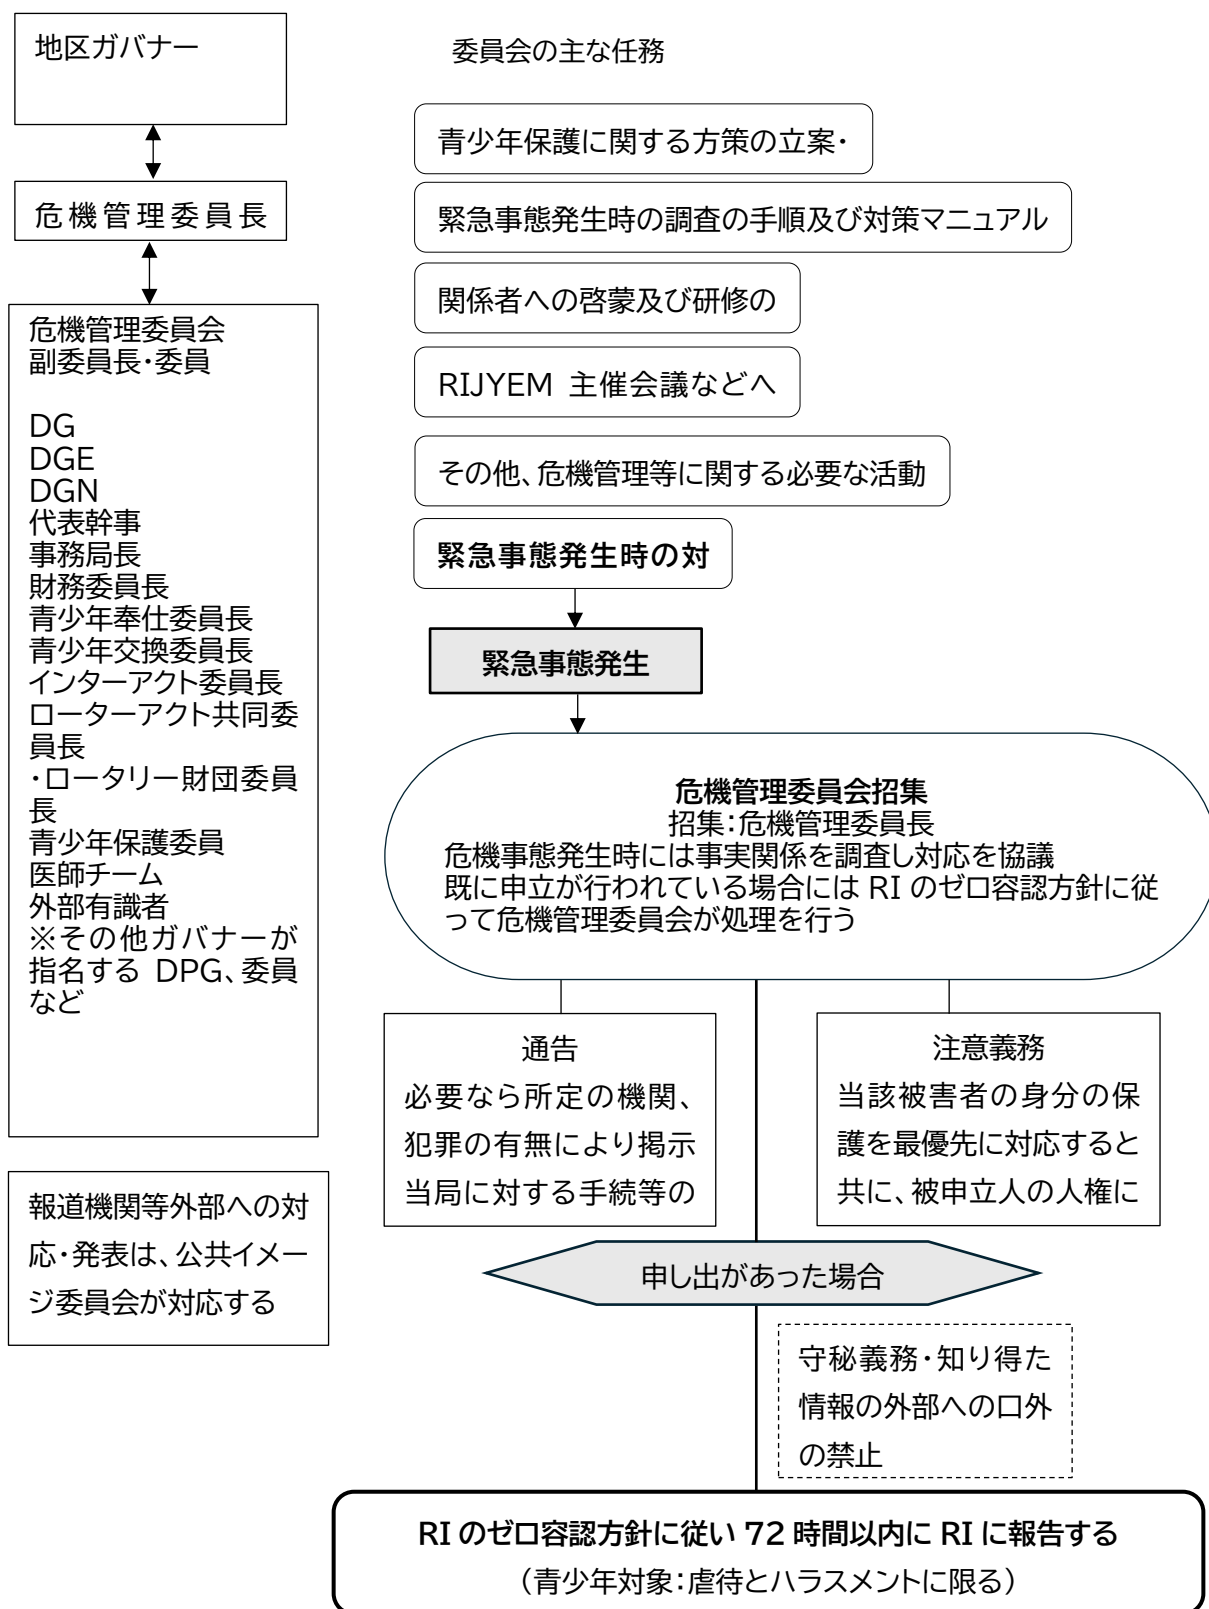 地区ガバナー
危機管理委員長
危機管理委員会
副委員長・委員
DG
DGE
DGN
代表幹事
事務局長
財務委員長
青少年奉仕委員長
青少年交換委員長
インターアクト委員長
ローターアクト共同委
員長
・ロータリー財団委員
長
青少年保護委員
医師チーム
外部有識者
※その他ガバナーが
指名する DPG、委員
など
報道機関等外部への対
応・発表は、公共イメー
ジ委員会が対応する
委員会の主な任務
青少年保護に関する方策の立案・
緊急事態発生時の調査の手順及び対策マニュアル
関係者への啓蒙及び研修の
RIJYEM 主催会議などへ
その他、危機管理等に関する必要な活動
緊急事態発生時の対
緊急事態発生
危機管理委員会招集
招集：危機管理委員長
危機事態発生時には事実関係を調査し対応を協議
既に申立が行われている場合には RI のゼロ容認方針に従
って危機管理委員会が処理を行う
通告
必要なら所定の機関、
犯罪の有無により掲示
当局に対する手続等の
注意義務
当該被害者の身分の保
護を最優先に対応すると
共に、被申立人の人権に
申し出があった場合
守秘義務・知り得た
情報の外部への口外
の禁止
RI のゼロ容認方針に従い 72 時間以内に RI に報告する
（青少年対象：虐待とハラスメントに限る）